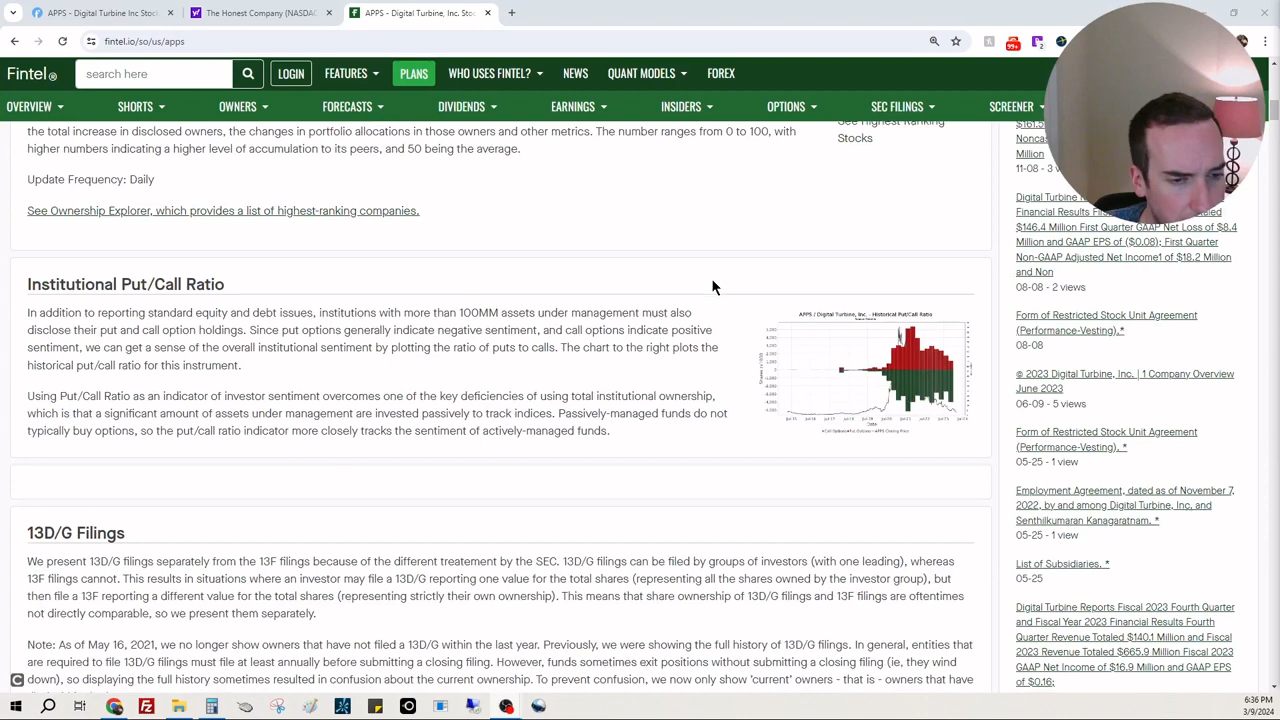 APPS - Digital Turbine Inc Stoc
The Honest Company (NASDAQ
APPS - Digital Turbine, Inc. Stoc
fintel.io/so/us/apps
99+
2
Fintel
search here
LOGIN
FEATURES
PLANS
WHO USES FINTEL?
NEWS
QUANT MODELS
FOREX
OVERVIEW
SHORTS
OWNERS
FORECASTS
DIVIDENDS
EARNINGS
INSIDERS
OPTIONS
SEC FILINGS
SCREENER
the total increase in disclosed owners, the changes in portfolio allocations in those owners and other metrics. The number ranges from 0 to 100, with
higher numbers indicating a higher level of accumulation vs peers, and 50 being the average.
Update Frequency: Daily
See Ownership Explorer, which provides a list of highest-ranking companies.
See Highest Ranking
Stocks
Institutional Put/Call Ratio
In addition to reporting standard equity and debt issues, institutions with more than 100MM assets under management must also
disclose their put and call option holdings. Since put options generally indicate negative sentiment, and call options indicate positive
sentiment, we can get a sense of the overall institutional sentiment by plotting the ratio of puts to calls. The chart to the right plots the
historical put/call ratio for this instrument.
Using Put/Call Ratio as an indicator of investor sentiment overcomes one of the key deficiencies of using total institutional ownership,
which is that a significant amount of assets under management is invested passively to track indices. Passively-managed funds do not
typically buy options, so the put/call ratio indicator more closely tracks the sentiment of actively-managed funds.
APPS / Digital Turbine, Inc. - Historical Put/Call Ratio
13D/G Filings
We present 13D/G filings separately from the 13F filings because of the different treatement by the SEC. 13D/G filings can be filed by groups of investors (with one leading), whereas
13F filings cannot. This results in situations where an investor may file a 13D/G reporting one value for the total shares (representing all the shares owned by the investor group), but
then file a 13F reporting a different value for the total shares (representing strictly their own ownership). This means that share ownership of 13D/G filings and 13F filings are oftentimes
not directly comparable, so we present them separately.
Note: As of May 16, 2021, we no longer show owners that have not filed a 13D/G within the last year. Previously, we were showing the full history of 13D/G filings. In general, entities that
are required to file 13D/G filings must file at least annually before submitting a closing filing. However, funds sometimes exit positions without submitting a closing filing (ie, they wind
down), so displaying the full history sometimes resulted in confusion about the current ownership. To prevent confusion, we now only show 'current' owners - that is - owners that have
$161.5
Noncas
Million
11-08 - 3 v
Digital Turbine R
Financial Results Firs
$146.4 Million First Quarter GAAP Net Loss of $8.4
Million and GAAP EPS of ($0.08); First Quarter
Non-GAAP Adjusted Net Income1 of $18.2 Million
and Non
08-08 - 2 views
Form of Restricted Stock Unit Agreement
(Performance-Vesting).*
08-08
© 2023 Digital Turbine, Inc. | 1 Company Overview
June 2023
06-09 - 5 views
Form of Restricted Stock Unit Agreement
(Performance-Vesting). *
05-25 - 1 view
Employment Agreement, dated as of November 7,
2022, by and among Digital Turbine, Inc, and
Senthilkumaran Kanagaratnam. *
05-25 - 1 view
List of Subsidiaries. *
05-25
Digital Turbine Reports Fiscal 2023 Fourth Quarter
and Fiscal Year 2023 Financial Results Fourth
Quarter Revenue Totaled $140.1 Million and Fiscal
2023 Revenue Totaled $665.9 Million Fiscal 2023
GAAP Net Income of $16.9 Million and GAAP EPS
of $0.16;
6:36 PM
3/9/2024